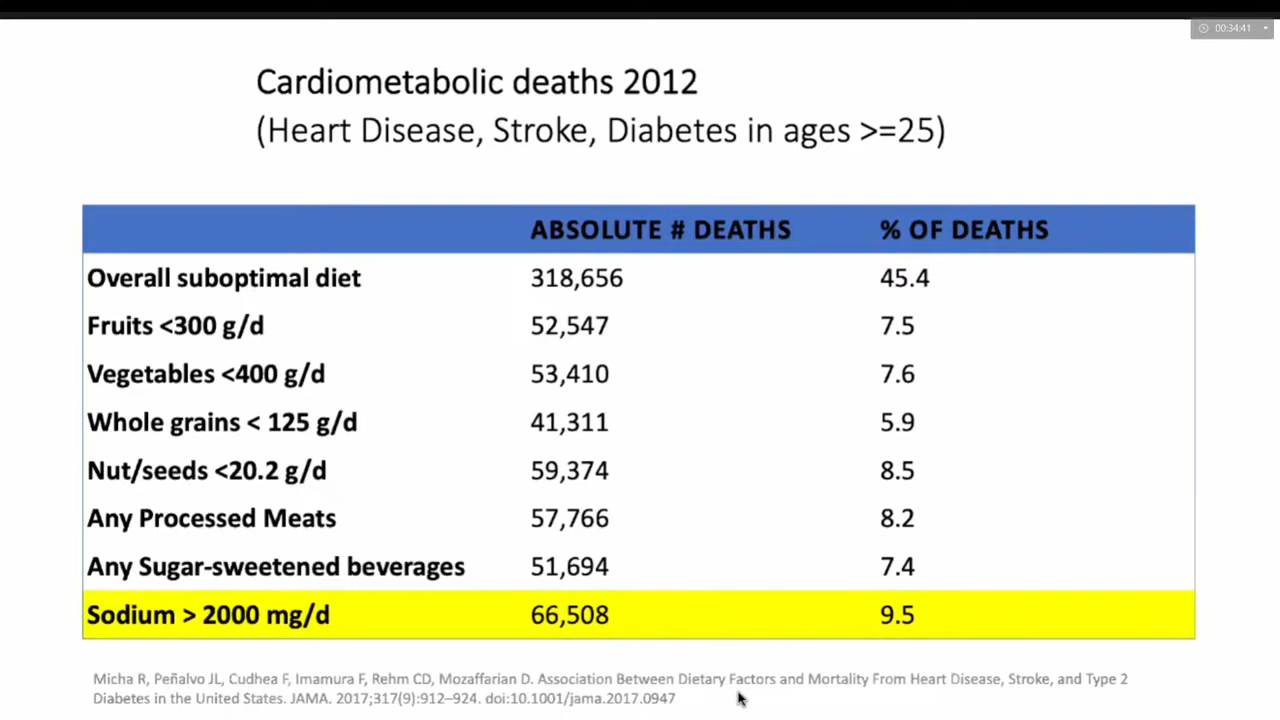 00:34:41
Cardiometabolic deaths 2012
(Heart Disease, Stroke, Diabetes in ages >=25)
ABSOLUTE # DEATHS % OF DEATHS
Overall suboptimal diet 318,656 45.4
Fruits <300 g/d 52,547 7.5
Vegetables <400 g/d 53,410 7.6
Whole grains < 125 g/d 41,311 5.9
Nut/seeds <20.2 g/d 59,374 8.5
Any Processed Meats 57,766 8.2
Any Sugar-sweetened beverages 51,694 7.4
Sodium > 2000 mg/d 66,508 9.5
Micha R, Peñalvo JL, Cudhea F, Imamura F, Rehm CD, Mozaffarian D. Association Between Dietary Factors and Mortality From Heart Disease, Stroke, and Type 2
Diabetes in the United States. JAMA. 2017;317(9):912–924. doi:10.1001/jama.2017.0947